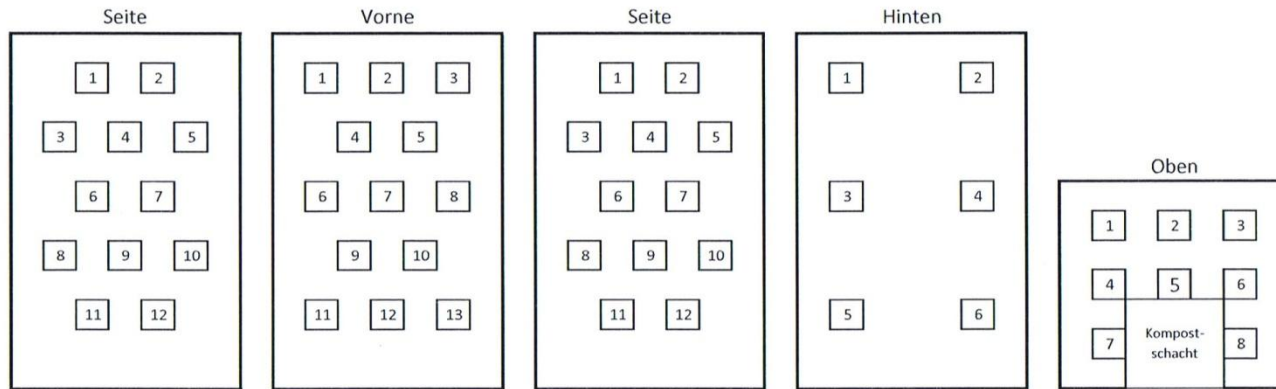 Seite Vorne Seite Hinten
1 2 1 2 3 1 2 1 2
3 4 5 4 5 3 4 5
Oben
6 7 6 7 8 6 7 3 4
1 2 3
8 9 10 9 10 8 9 10
4 5 6
11 12 11 12 13 11 12 5 6
7 Kompost- 8
schacht